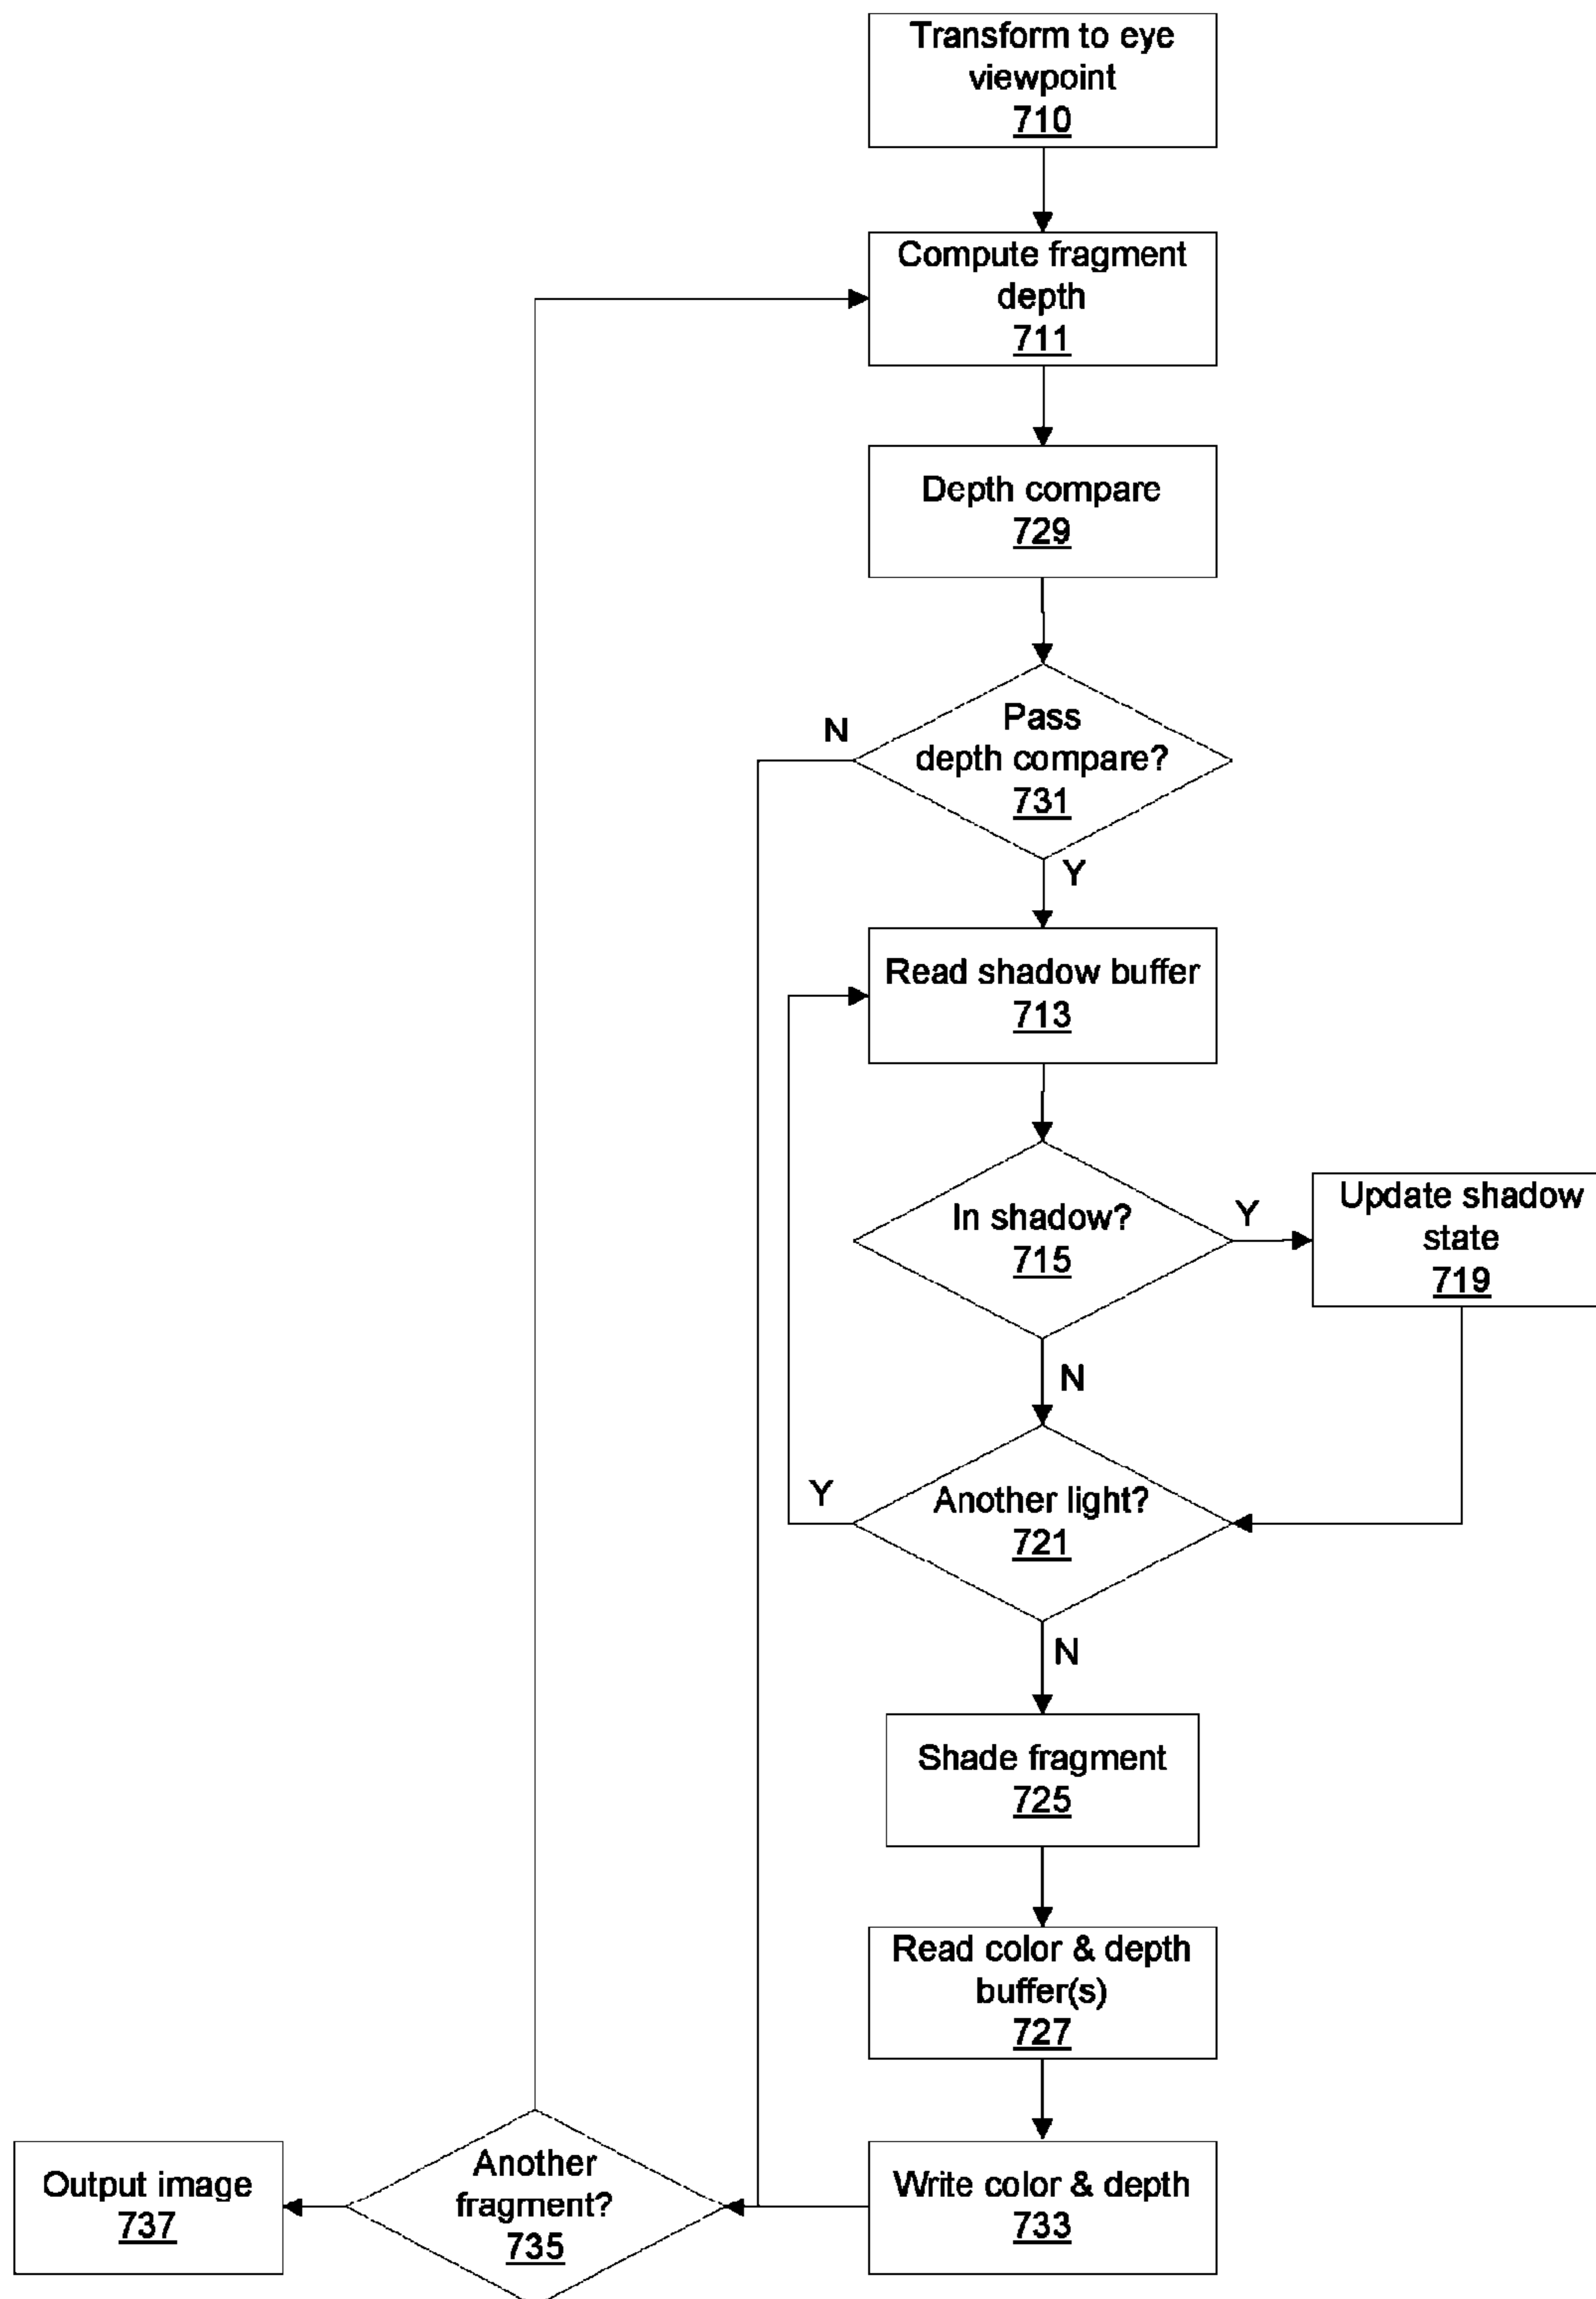 Transform to eye
viewpoint
710
Compute fragment
depth
711
Depth compare
729
Pass
depth compare?
731
N
Y
Read shadow buffer
713
In shadow?
715
Y
Update shadow
state
719
N
Another light?
721
Y
N
Shade fragment
725
Read color & depth
buffer(s)
727
Write color & depth
733
Another
fragment?
735
Output image
737